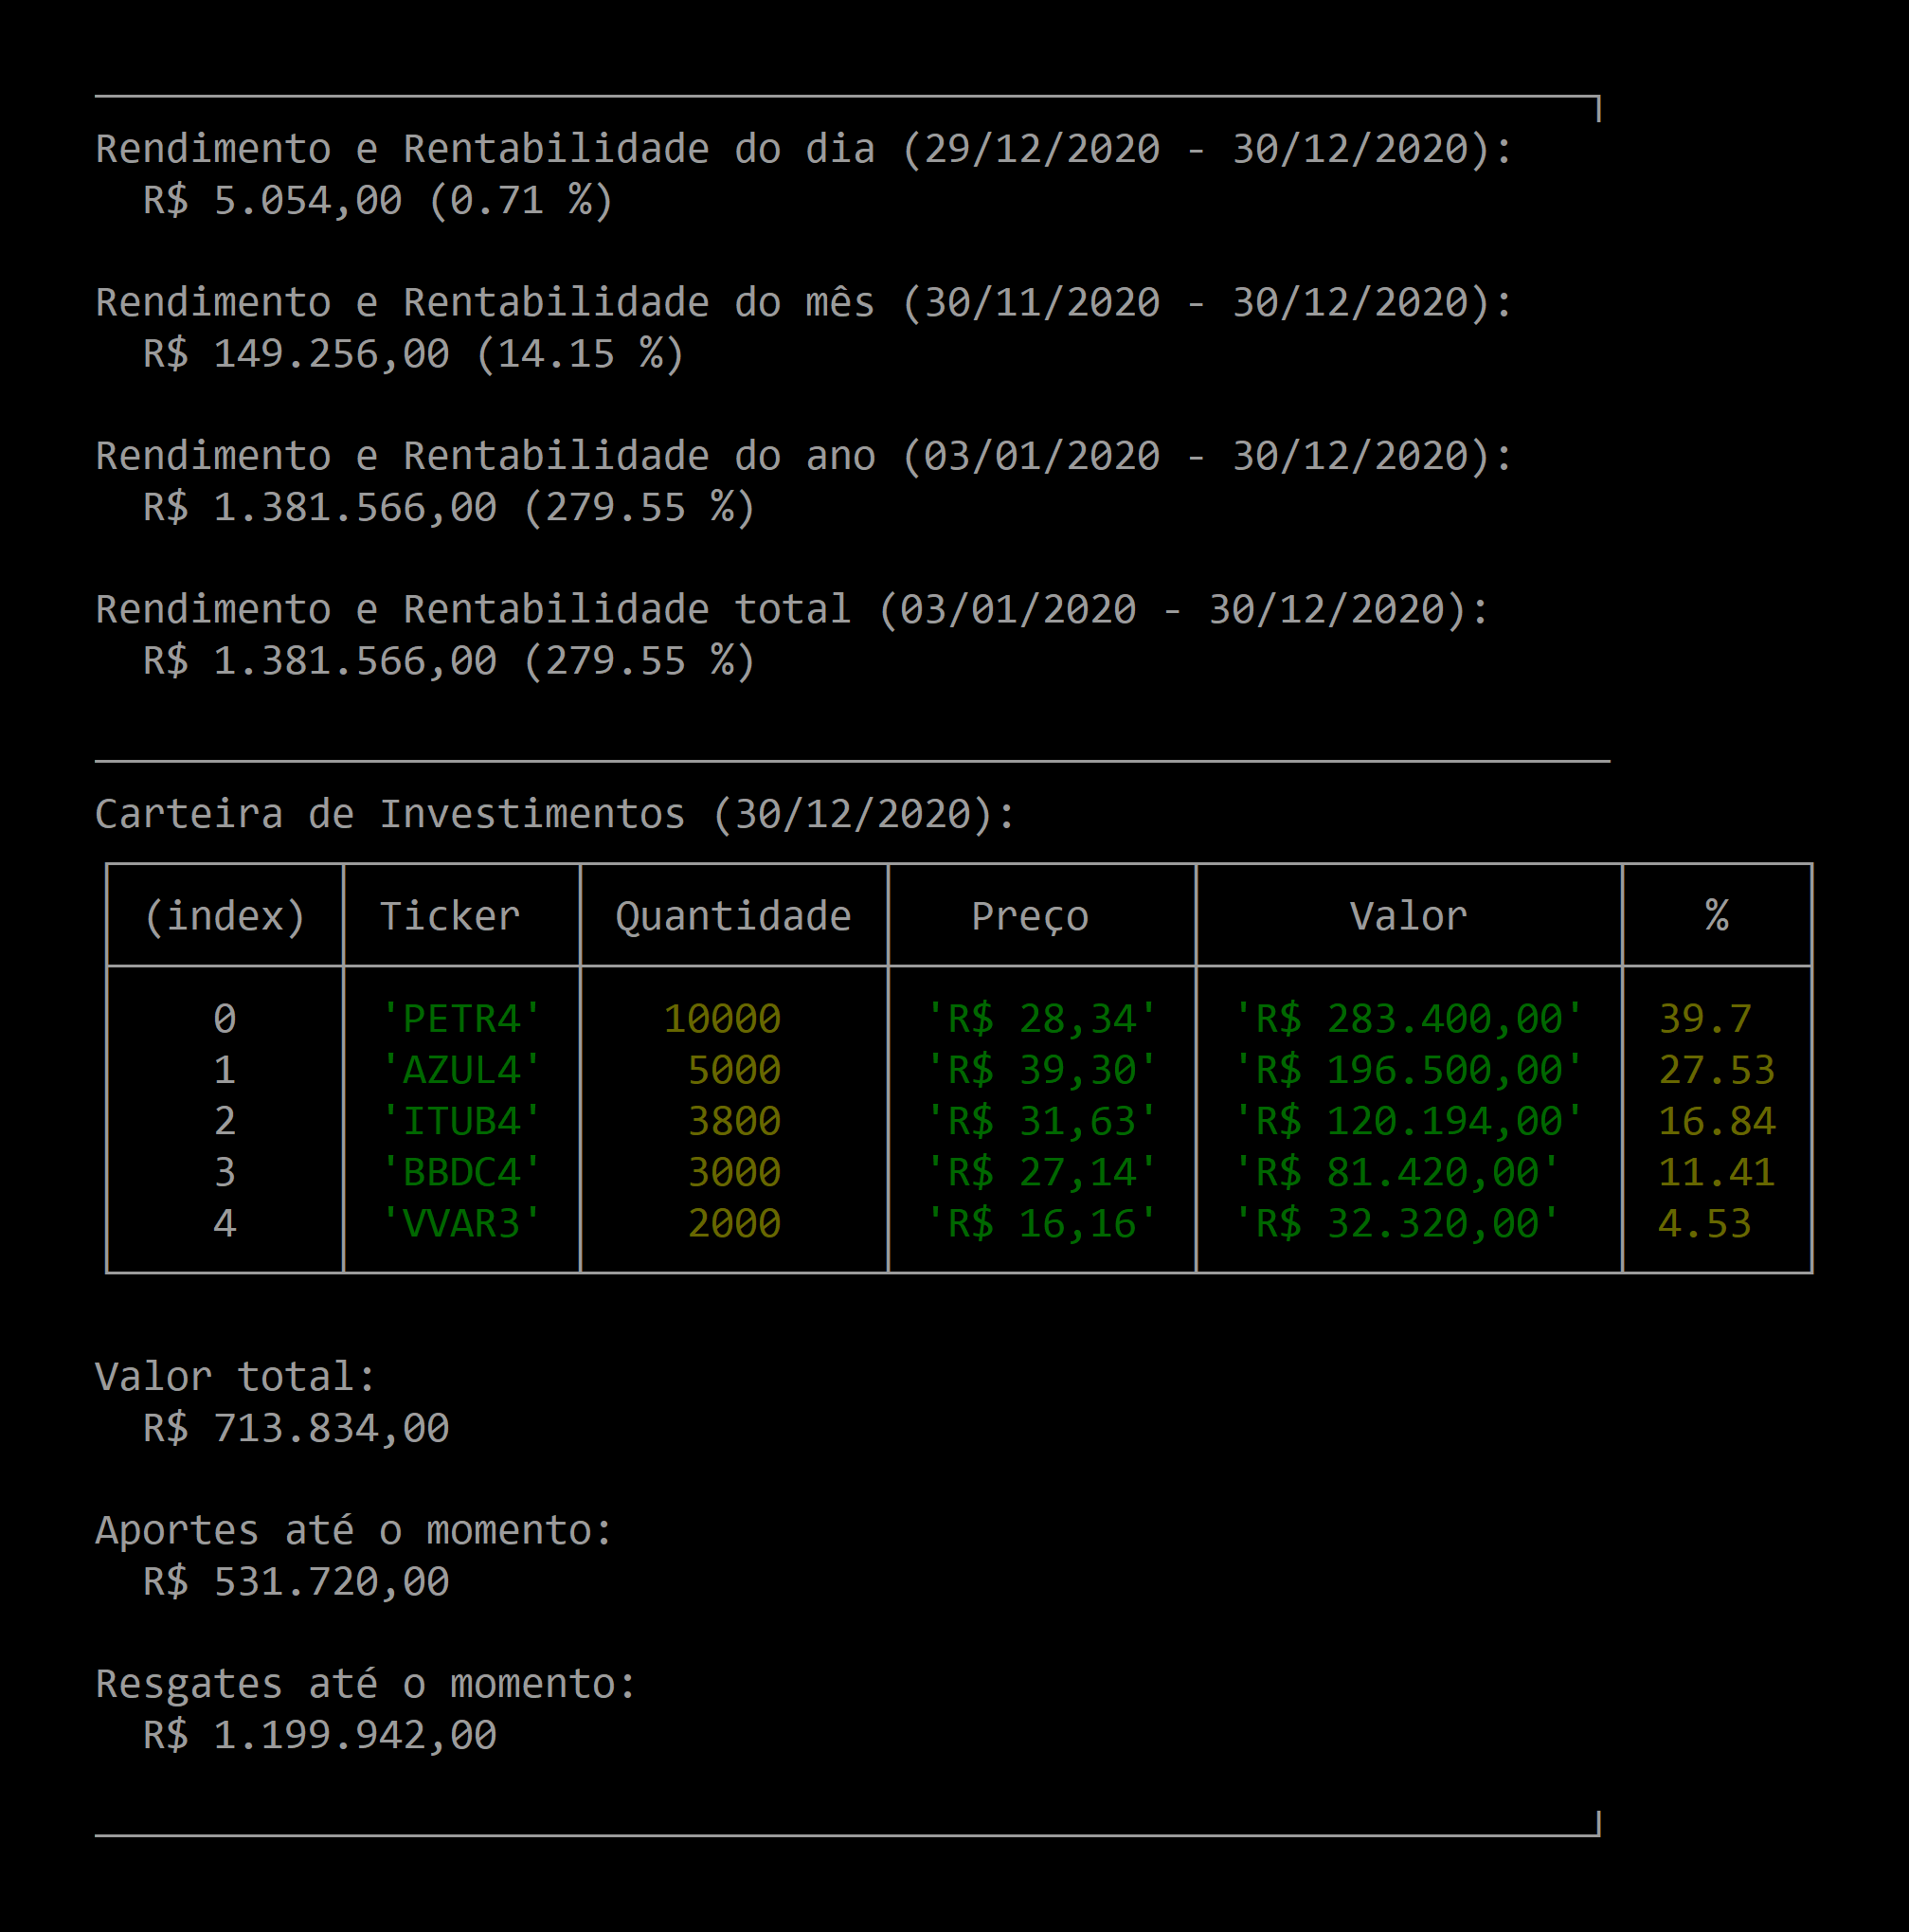 Rendimento e Rentabilidade do dia (29/12/2020 - 30/12/2020):
R$ 5.054,00 (0.71 %)
Rendimento e Rentabilidade do mês (30/11/2020 - 30/12/2020):
R$ 149.256,00 (14.15 %)
Rendimento e Rentabilidade do ano (03/01/2020 - 30/12/2020):
R$ 1.381.566,00 (279.55 %)
Rendimento e Rentabilidade total (03/01/2020 - 30/12/2020):
R$ 1.381.566,00 (279.55 %)
Carteira de Investimentos (30/12/2020):
(index) Ticker Quantidade Preço Valor %
0 'PETR4' 10000 'R$ 28,34' 'R$ 283.400,00' 39.7
1 'AZUL4' 5000 'R$ 39,30' 'R$ 196.500,00' 27.53
2 'ITUB4' 3800 'R$ 31,63' 'R$ 120.194,00' 16.84
3 'BBDC4' 3000 'R$ 27,14' 'R$ 81.420,00' 11.41
4 'VVAR3' 2000 'R$ 16,16' 'R$ 32.320,00' 4.53
Valor total:
R$ 713.834,00
Aportes até o momento:
R$ 531.720,00
Resgates até o momento:
R$ 1.199.942,00